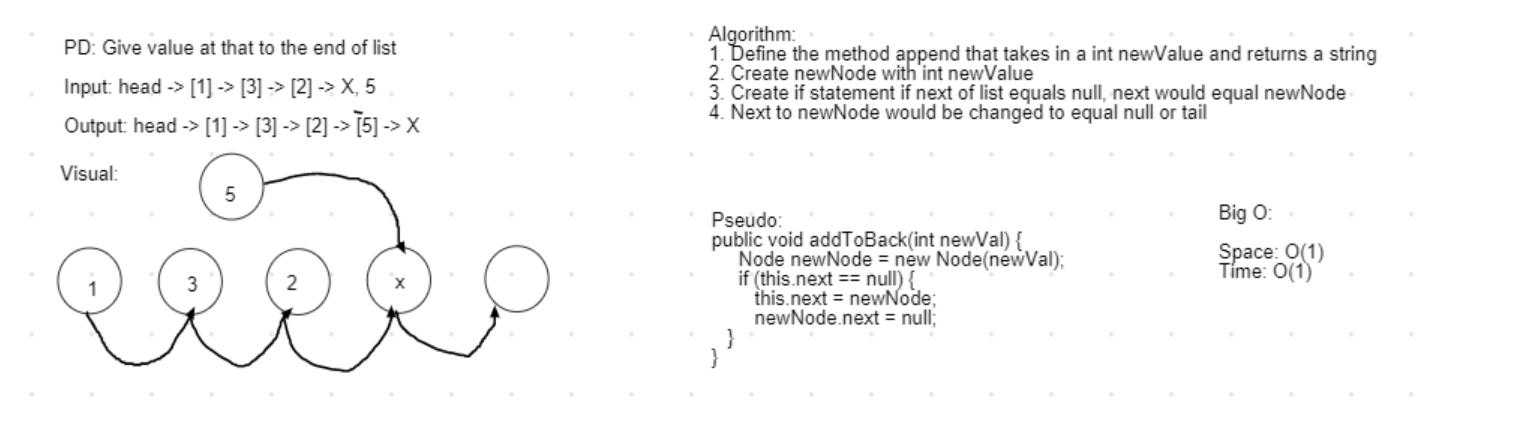 PD: Give value at that to the end of list
Input: head -> [1] -> [3] -> [2] -> X, 5
Output: head -> [1] -> [3] -> [2] -> [5] -> X
Visual:
5
1
3
2
x
Algorithm:
1. Define the method append that takes in a int newValue and returns a string
2. Create newNode with int newValue
3. Create if statement if next of list equals null, next would equal newNode
4. Next to newNode would be changed to equal null or tail
Pseudo:
public void addToBack(int newVal) {
Node newNode = new Node(newVal);
if (this.next == null) {
this.next = newNode;
newNode.next = null;
}
}
Big O:
Space: O(1)
Time: O(1)